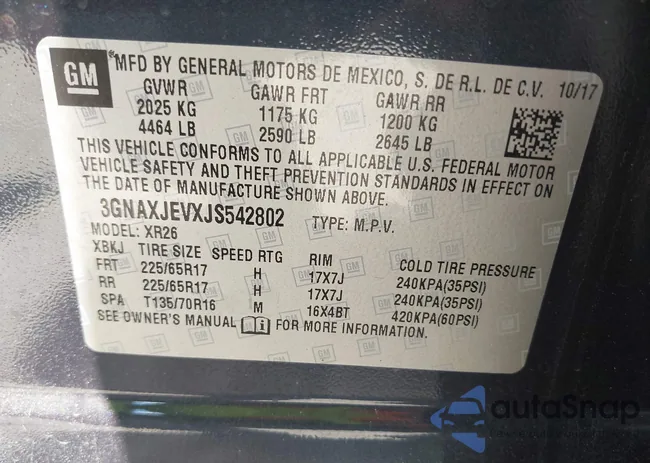 GM
*MFD BY GENERAL MOTORS DE MEXICO, S. DE R.L. DE C.V. 10/17
GVWR GAWR FRT GAWR RR
2025 KG 1175 KG 1200 KG
4464 LB 2590 LB 2645 LB
THIS VEHICLE CONFORMS TO ALL APPLICABLE U.S. FEDERAL MOTOR
VEHICLE SAFETY AND THEFT PREVENTION STANDARDS IN EFFECT ON
THE DATE OF MANUFACTURE SHOWN ABOVE.
3GNAXJEVXJS542802 TYPE: M.P.V.
MODEL: XR26
XBKJ TIRE SIZE SPEED RTG RIM COLD TIRE PRESSURE
FRT 225/65R17 H 17X7J 240KPA(35PSI)
RR 225/65R17 H 17X7J 240KPA(35PSI)
SPA T135/70R16 M 16X4BT 420KPA(60PSI)
SEE OWNER'S MANUAL FOR MORE INFORMATION.
autoSnap